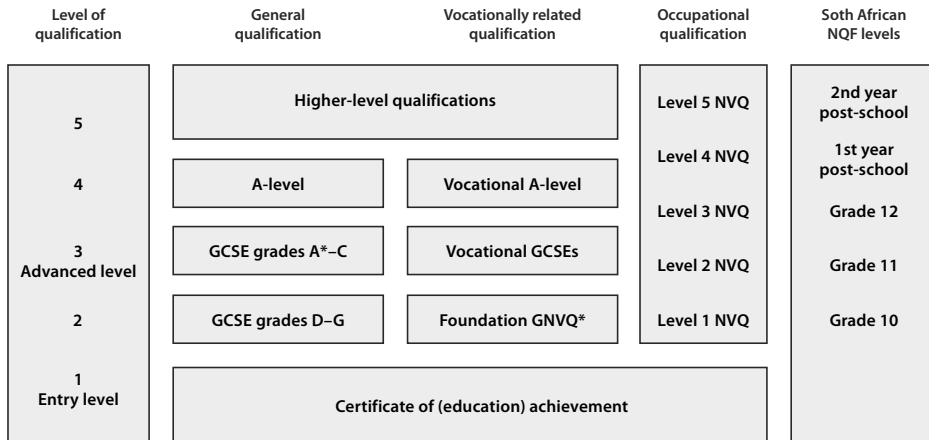 Level of
qualification
General
qualification
Vocationally related
qualification
Occupational
qualification
Soth African
NQF levels
5
4
3
Advanced level
2
1
Entry level
Higher-level qualifications
A-level
Vocational A-level
GCSE grades A*–C
Vocational GCSEs
GCSE grades D–G
Foundation GNVQ*
Certificate of (education) achievement
Level 5 NVQ
Level 4 NVQ
Level 3 NVQ
Level 2 NVQ
Level 1 NVQ
2nd year
post-school
1st year
post-school
Grade 12
Grade 11
Grade 10